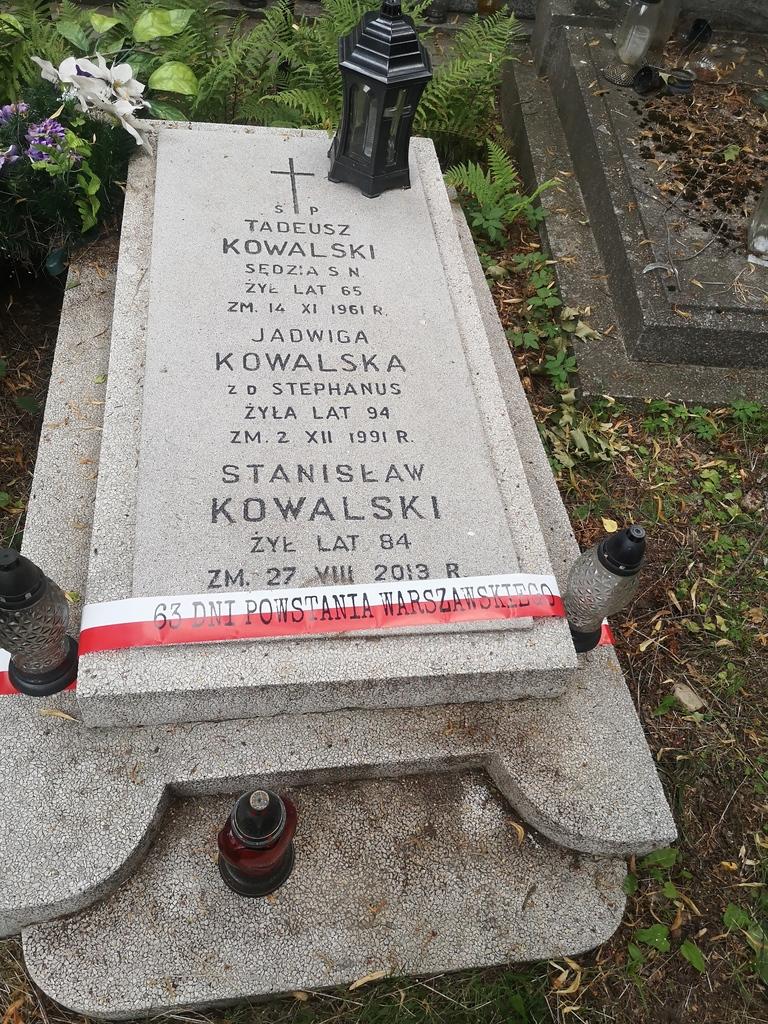 Ś P
TADEUSZ
KOWALSKI
SĘDZIA S N
ŻYŁ LAT 65
ZM. 14 XI 1961 R.
JADWIGA
KOWALSKA
Z D STEPHANUS
ŻYŁA LAT 94
ZM. 2 XII 1991 R.
STANISŁAW
KOWALSKI
ŻYŁ LAT 84
ZM. 27 VIII 2013 R
63 DNI POWSTANIA WARSZAWSKIEGO